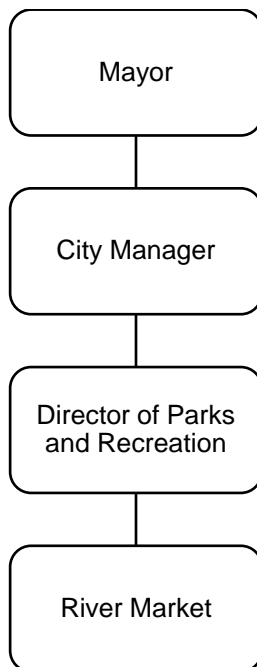 Mayor
City Manager
Director of Parks
and Recreation
River Market